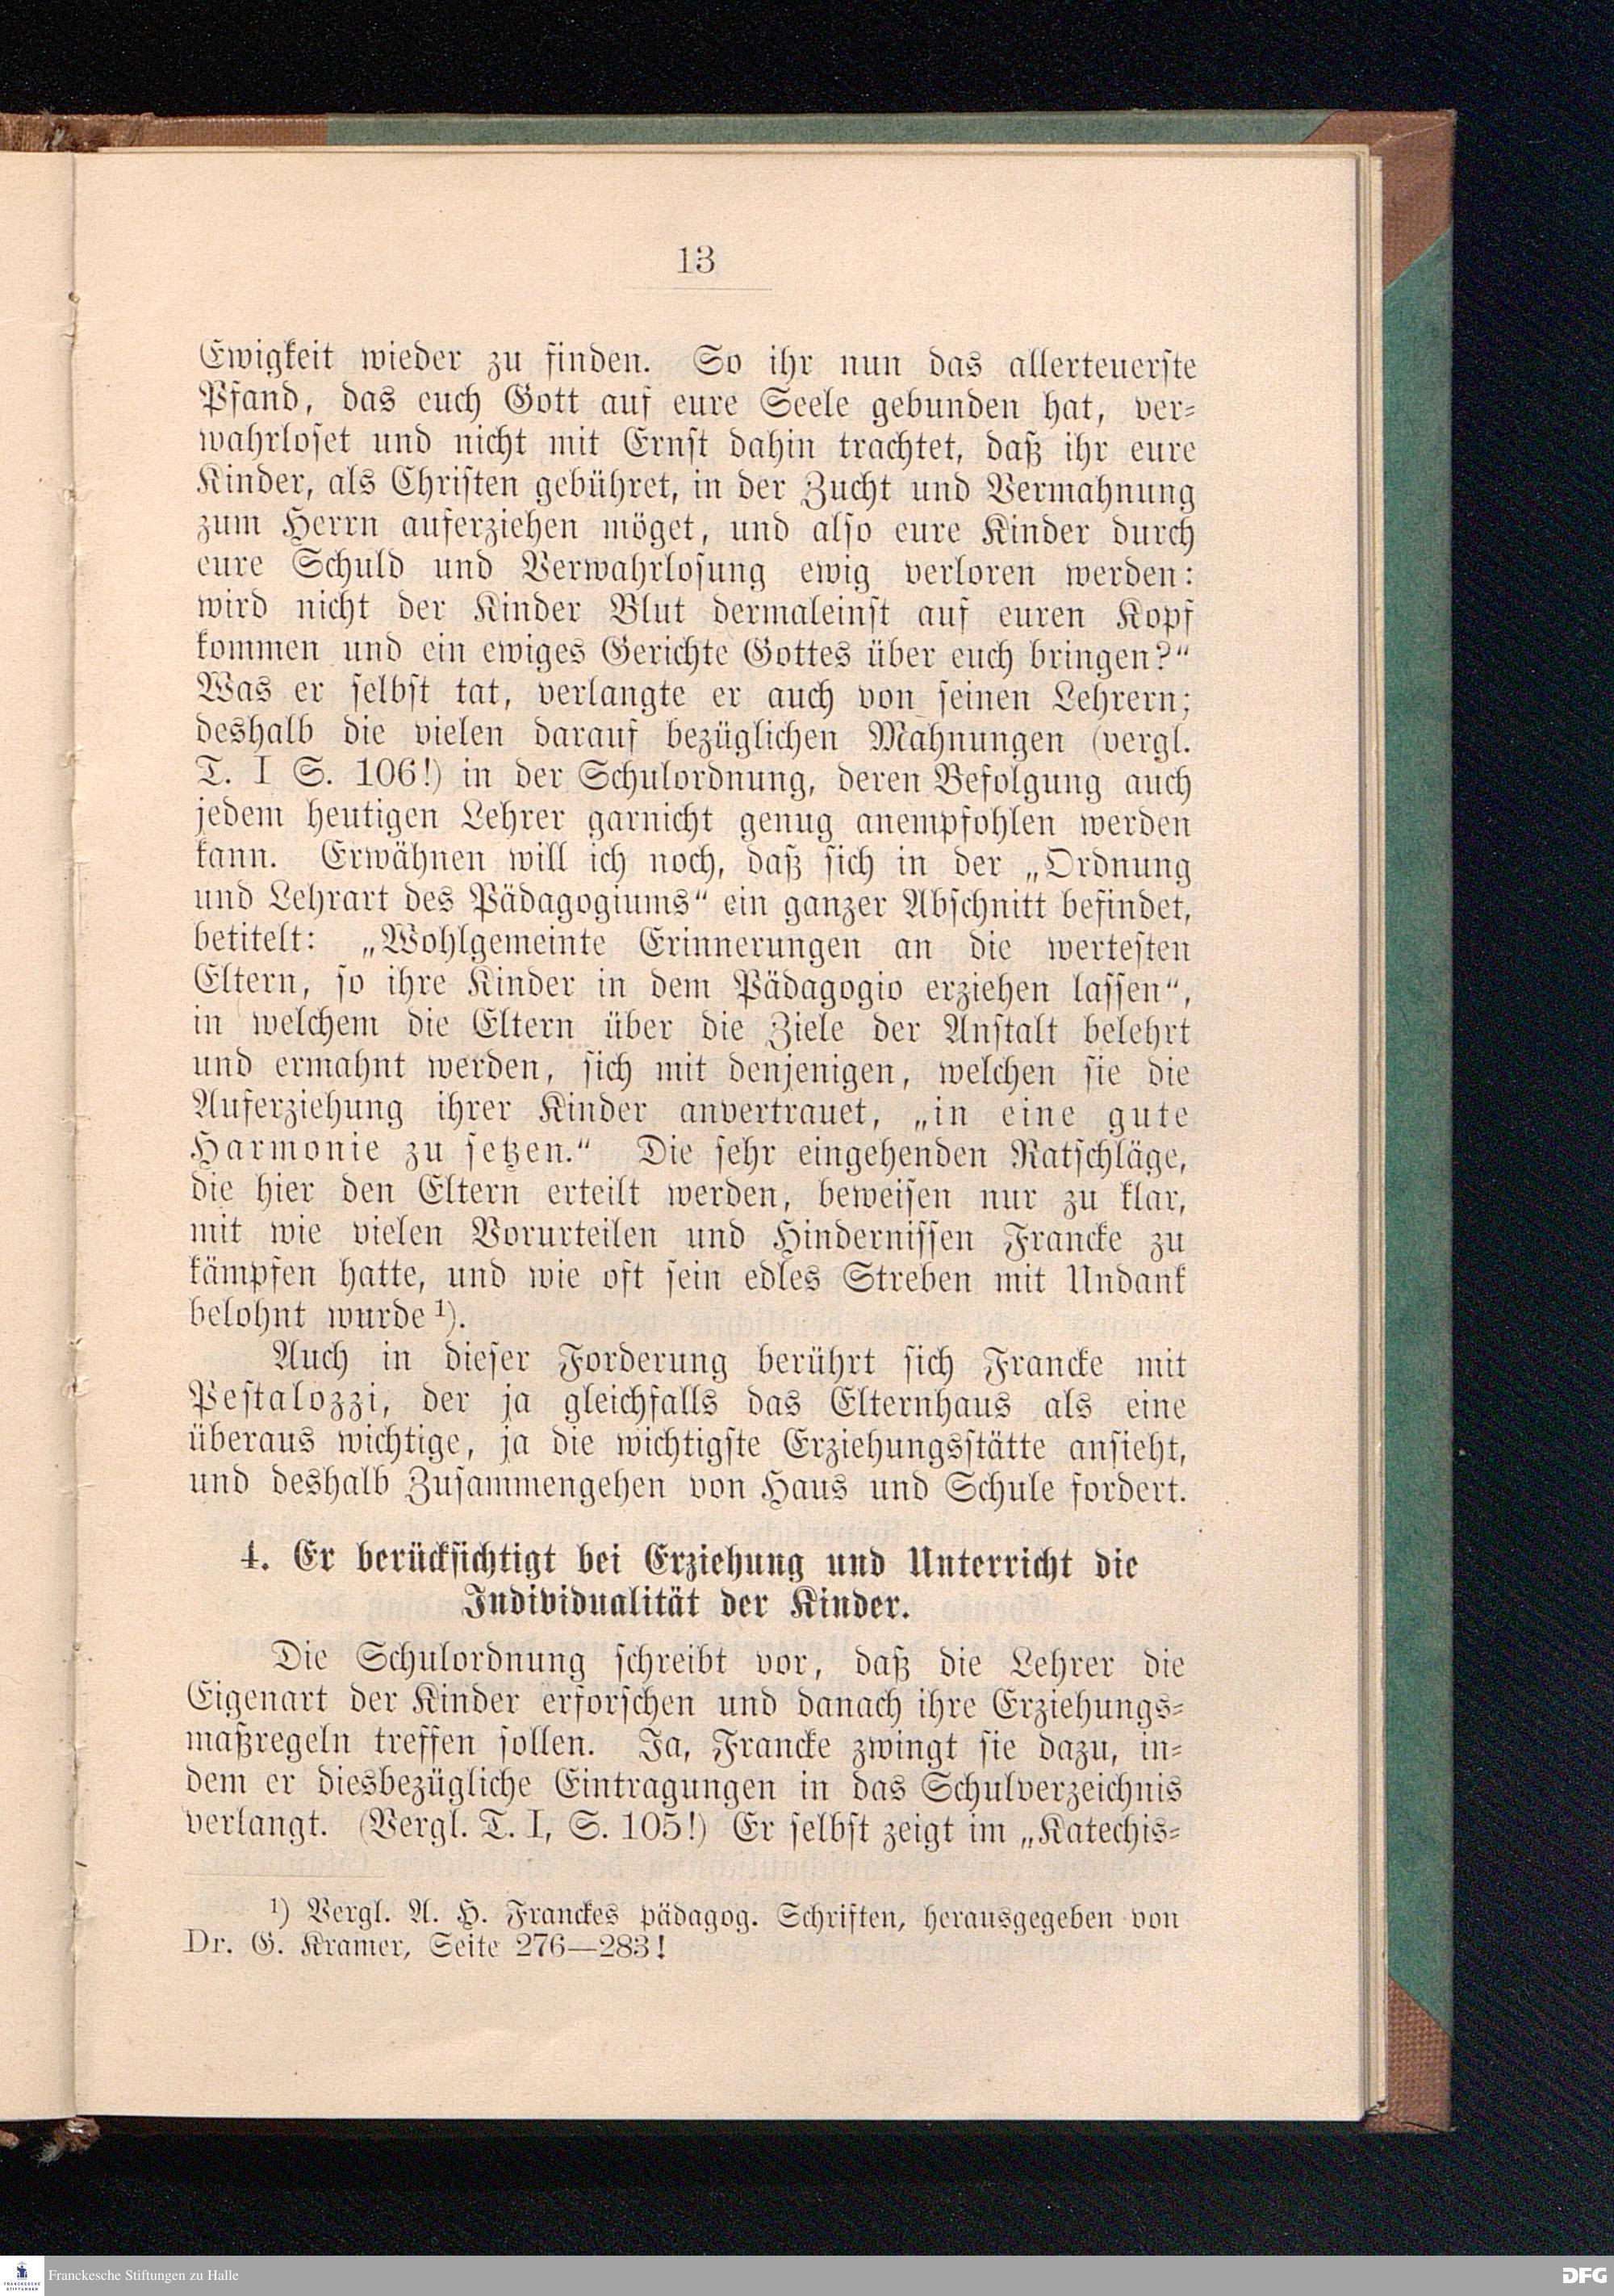 13
Ewigkeit wieder zu finden. So ihr nun das allerteuerste
Pfand, das euch Gott auf eure Seele gebunden hat, ver-
wahrloset und nicht mit Ernst dahin trachtet, daß ihr eure
Kinder, als Christen gebühret, in der Zucht und Vermahnung
zum Herrn auferziehen möget, und also eure Kinder durch
eure Schuld und Verwahrlosung ewig verloren werden:
wird nicht der Kinder Blut dermaleinst auf euren Kopf
kommen und ein ewiges Gerichte Gottes über euch bringen?“
Was er selbst tat, verlangte er auch von seinen Lehrern;
deshalb die vielen darauf bezüglichen Mahnungen (vergl.
T. I S. 106!) in der Schulordnung, deren Befolgung auch
jedem heutigen Lehrer garnicht genug anempfohlen werden
kann. Erwähnen will ich noch, daß sich in der „Ordnung
und Lehrart des Pädagogiums“ ein ganzer Abschnitt befindet,
betitelt: „Wohlgemeinte Erinnerungen an die wertesten
Eltern, so ihre Kinder in dem Pädagogio erziehen lassen“,
in welchem die Eltern über die Ziele der Anstalt belehrt
und ermahnt werden, sich mit denjenigen, welchen sie die
Auferziehung ihrer Kinder anvertrauet, „in eine gute
Harmonie zu setzen.“ Die sehr eingehenden Ratschläge,
die hier den Eltern erteilt werden, beweisen nur zu klar,
mit wie vielen Vorurteilen und Hindernissen Francke zu
kämpfen hatte, und wie oft sein edles Streben mit Undank
belohnt wurde ¹).
Auch in dieser Forderung berührt sich Francke mit
Pestalozzi, der ja gleichfalls das Elternhaus als eine
überaus wichtige, ja die wichtigste Erziehungsstätte ansieht,
und deshalb Zusammengehen von Haus und Schule fordert.
4. Er berücksichtigt bei Erziehung und Unterricht die
Individualität der Kinder.
Die Schulordnung schreibt vor, daß die Lehrer die
Eigenart der Kinder erforschen und danach ihre Erziehungs-
maßregeln treffen sollen. Ja, Francke zwingt sie dazu, in-
dem er diesbezügliche Eintragungen in das Schulverzeichnis
verlangt. (Vergl. T. I, S. 105!) Er selbst zeigt im „Katechis-
¹) Vergl. A. H. Franckes pädagog. Schriften, herausgegeben von
Dr. G. Kramer, Seite 276—283!
FRANCKESCHE
STIFTUNGEN
Franckesche Stiftungen zu Halle
DFG